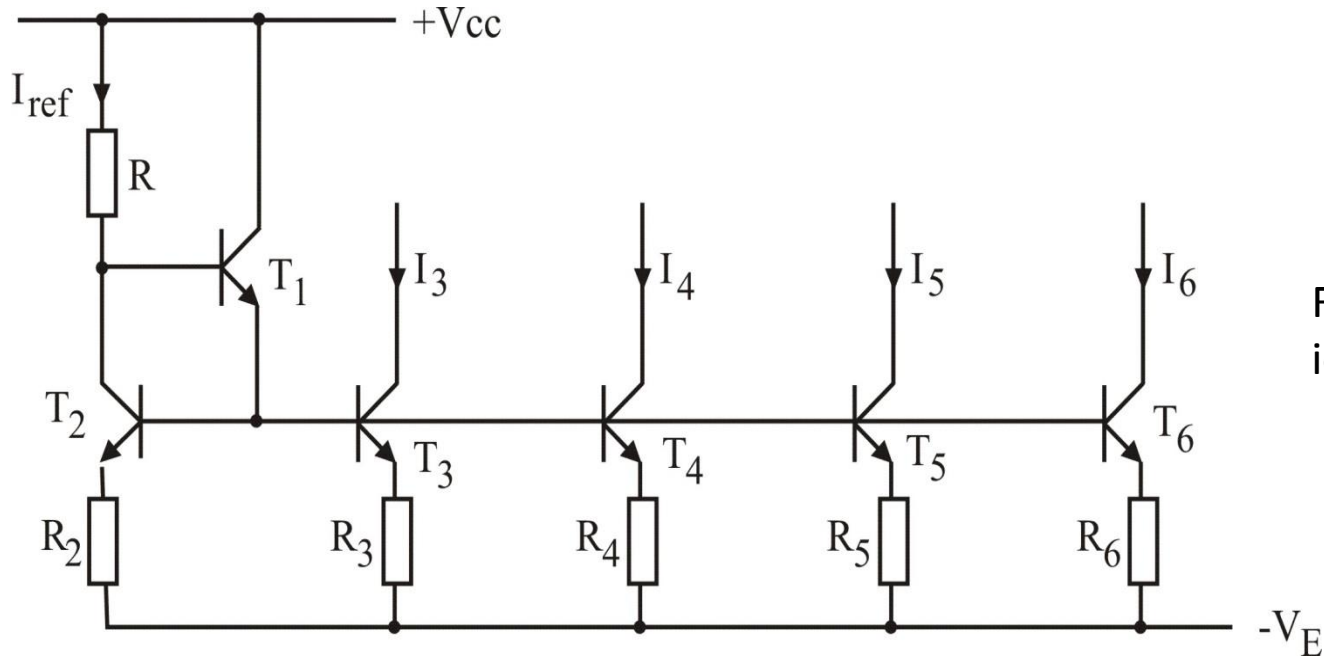 +Vcc
I_ref
R
T_1
I_3
I_4
I_5
I_6
T_2
T_3
T_4
T_5
T_6
R_2
R_3
R_4
R_5
R_6
-V_E